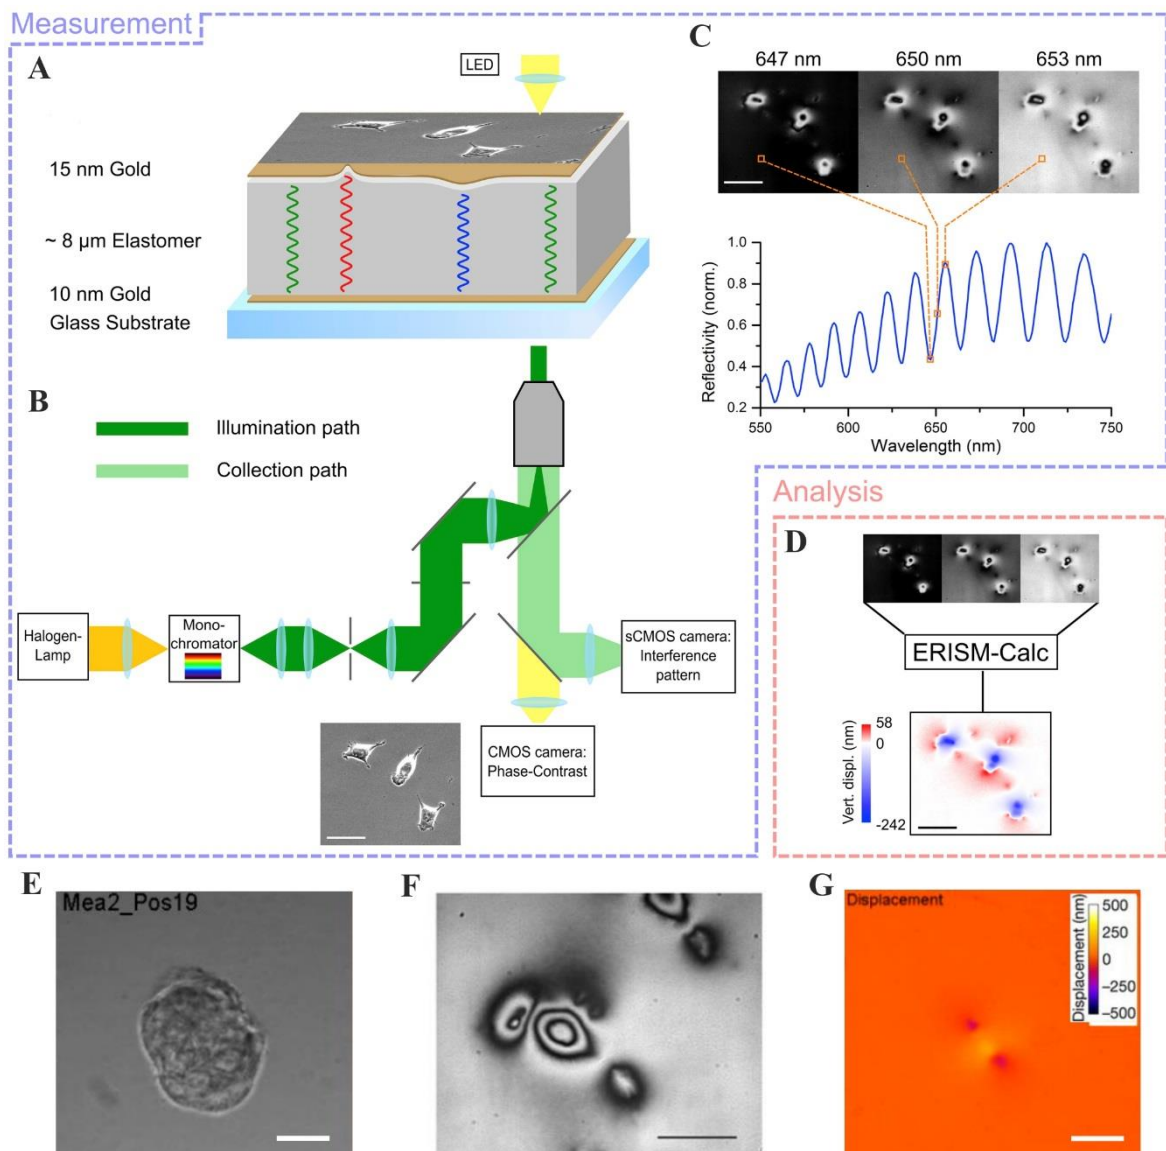 Measurement
A
LED
15 nm Gold
~ 8 µm Elastomer
10 nm Gold
Glass Substrate
B
Illumination path
Collection path
Halogen-
Lamp
Mono-
chromator
sCMOS camera:
Interference
pattern
CMOS camera:
Phase-Contrast
C
647 nm
650 nm
653 nm
Reflectivity (norm.)
1.0
0.8
0.6
0.4
0.2
550
600
650
700
750
Wavelength (nm)
Analysis
D
ERISM-Calc
Vert. displ. (nm)
58
0
-242
E
Mea2_Pos19
F
G
Displacement
Displacement (nm)
500
250
0
−250
−500